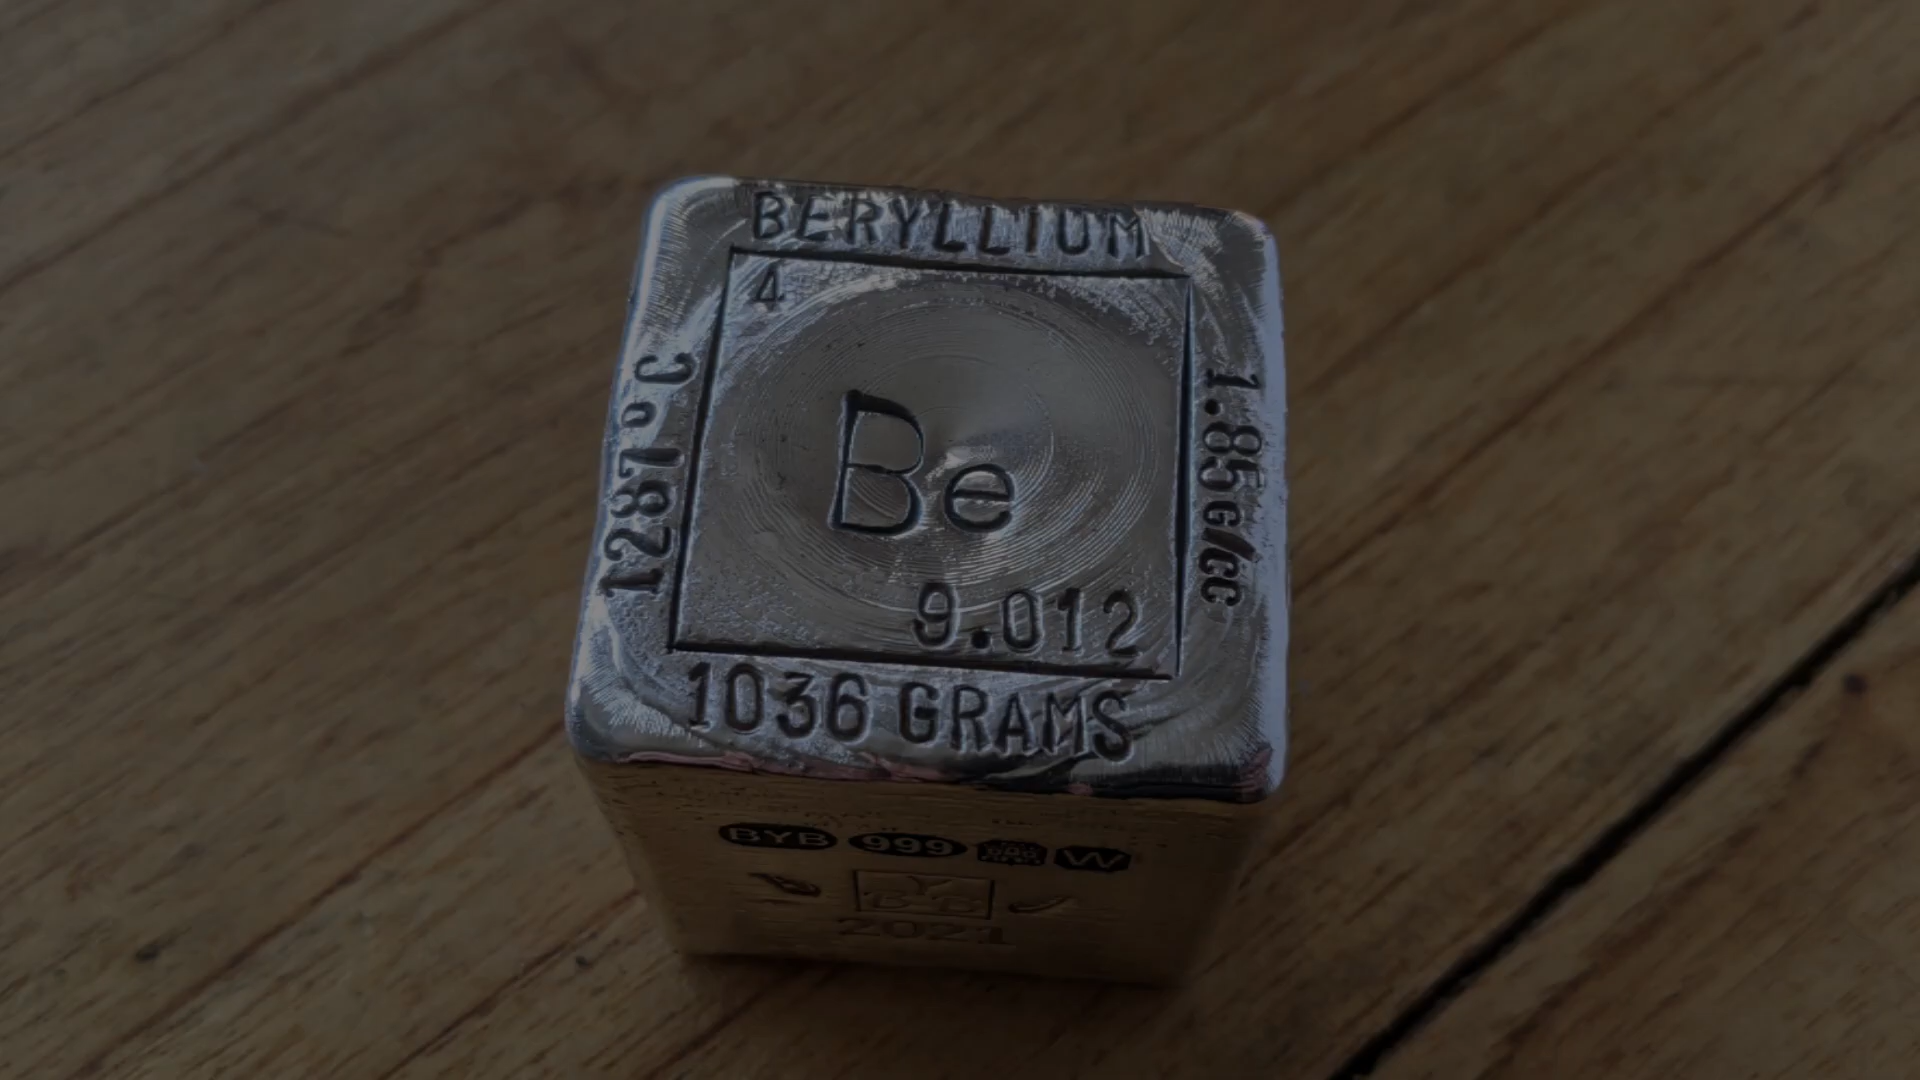 BERYLLIUM
4
1287°C
Be
1.85G/CC
9.012
1036 GRAMS
BYB 999 W
Y
B B
2021